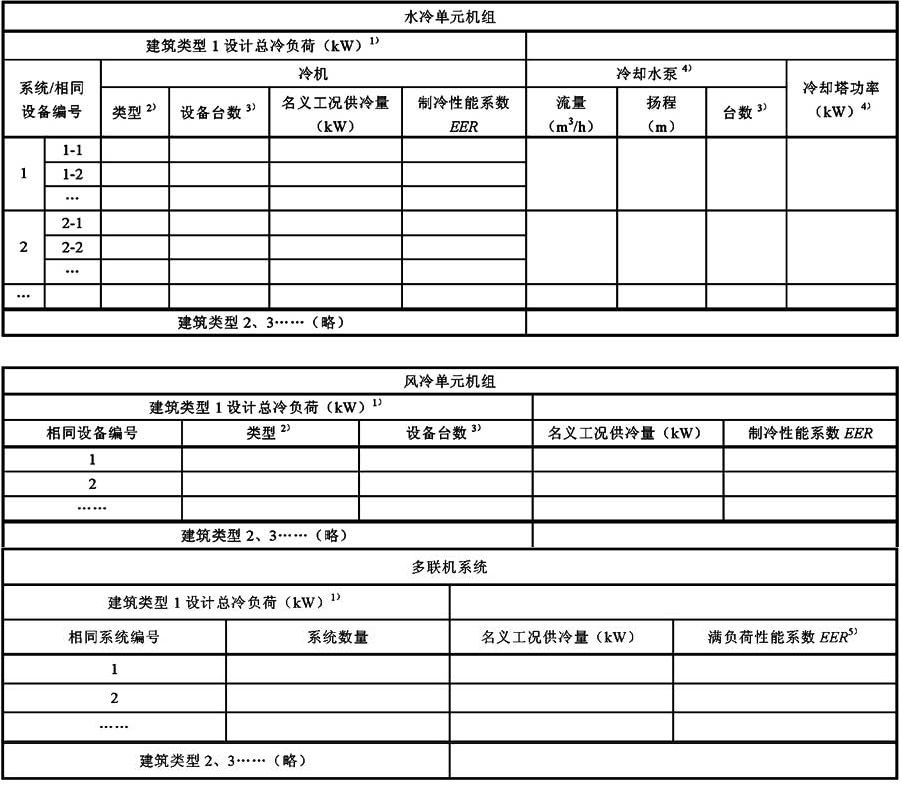 水冷单元机组
建筑类型 1 设计总冷负荷（kW）1）
系统/相同
设备编号
冷机
冷却水泵 4）
冷却塔功率
（kW）4）
类型 2）
设备台数 3）
名义工况供冷量
（kW）
制冷性能系数
EER
流量
（m3/h）
扬程
（m）
台数 3）
1
1-1
1-2
…
2
2-1
2-2
…
…
建筑类型 2、3……（略）
风冷单元机组
建筑类型 1 设计总冷负荷（kW）1）
相同设备编号 类型 2） 设备台数 3） 名义工况供冷量（kW） 制冷性能系数 EER
1
2
……
建筑类型 2、3……（略）
多联机系统
建筑类型 1 设计总冷负荷（kW）1）
相同系统编号 系统数量 名义工况供冷量（kW） 满负荷性能系数 EER5）
1
2
……
建筑类型 2、3……（略）